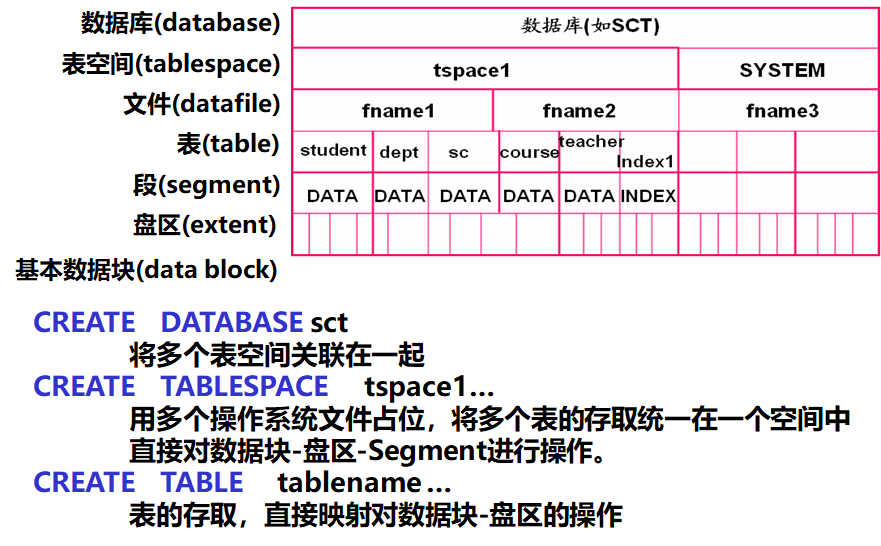 数据库(database)
数据库(如SCT)
表空间(tablespace)
tspace1
SYSTEM
文件(datafile)
fname1
fname2
fname3
表(table)
student
dept
sc
course
teacher
Index1
段(segment)
DATA
DATA
DATA
DATA
DATA
INDEX
盘区(extent)
基本数据块(data block)
CREATE DATABASE sct
将多个表空间关联在一起
CREATE TABLESPACE tspace1…
用多个操作系统文件占位，将多个表的存取统一在一个空间中
直接对数据块-盘区-Segment进行操作。
CREATE TABLE tablename…
表的存取，直接映射对数据块-盘区的操作